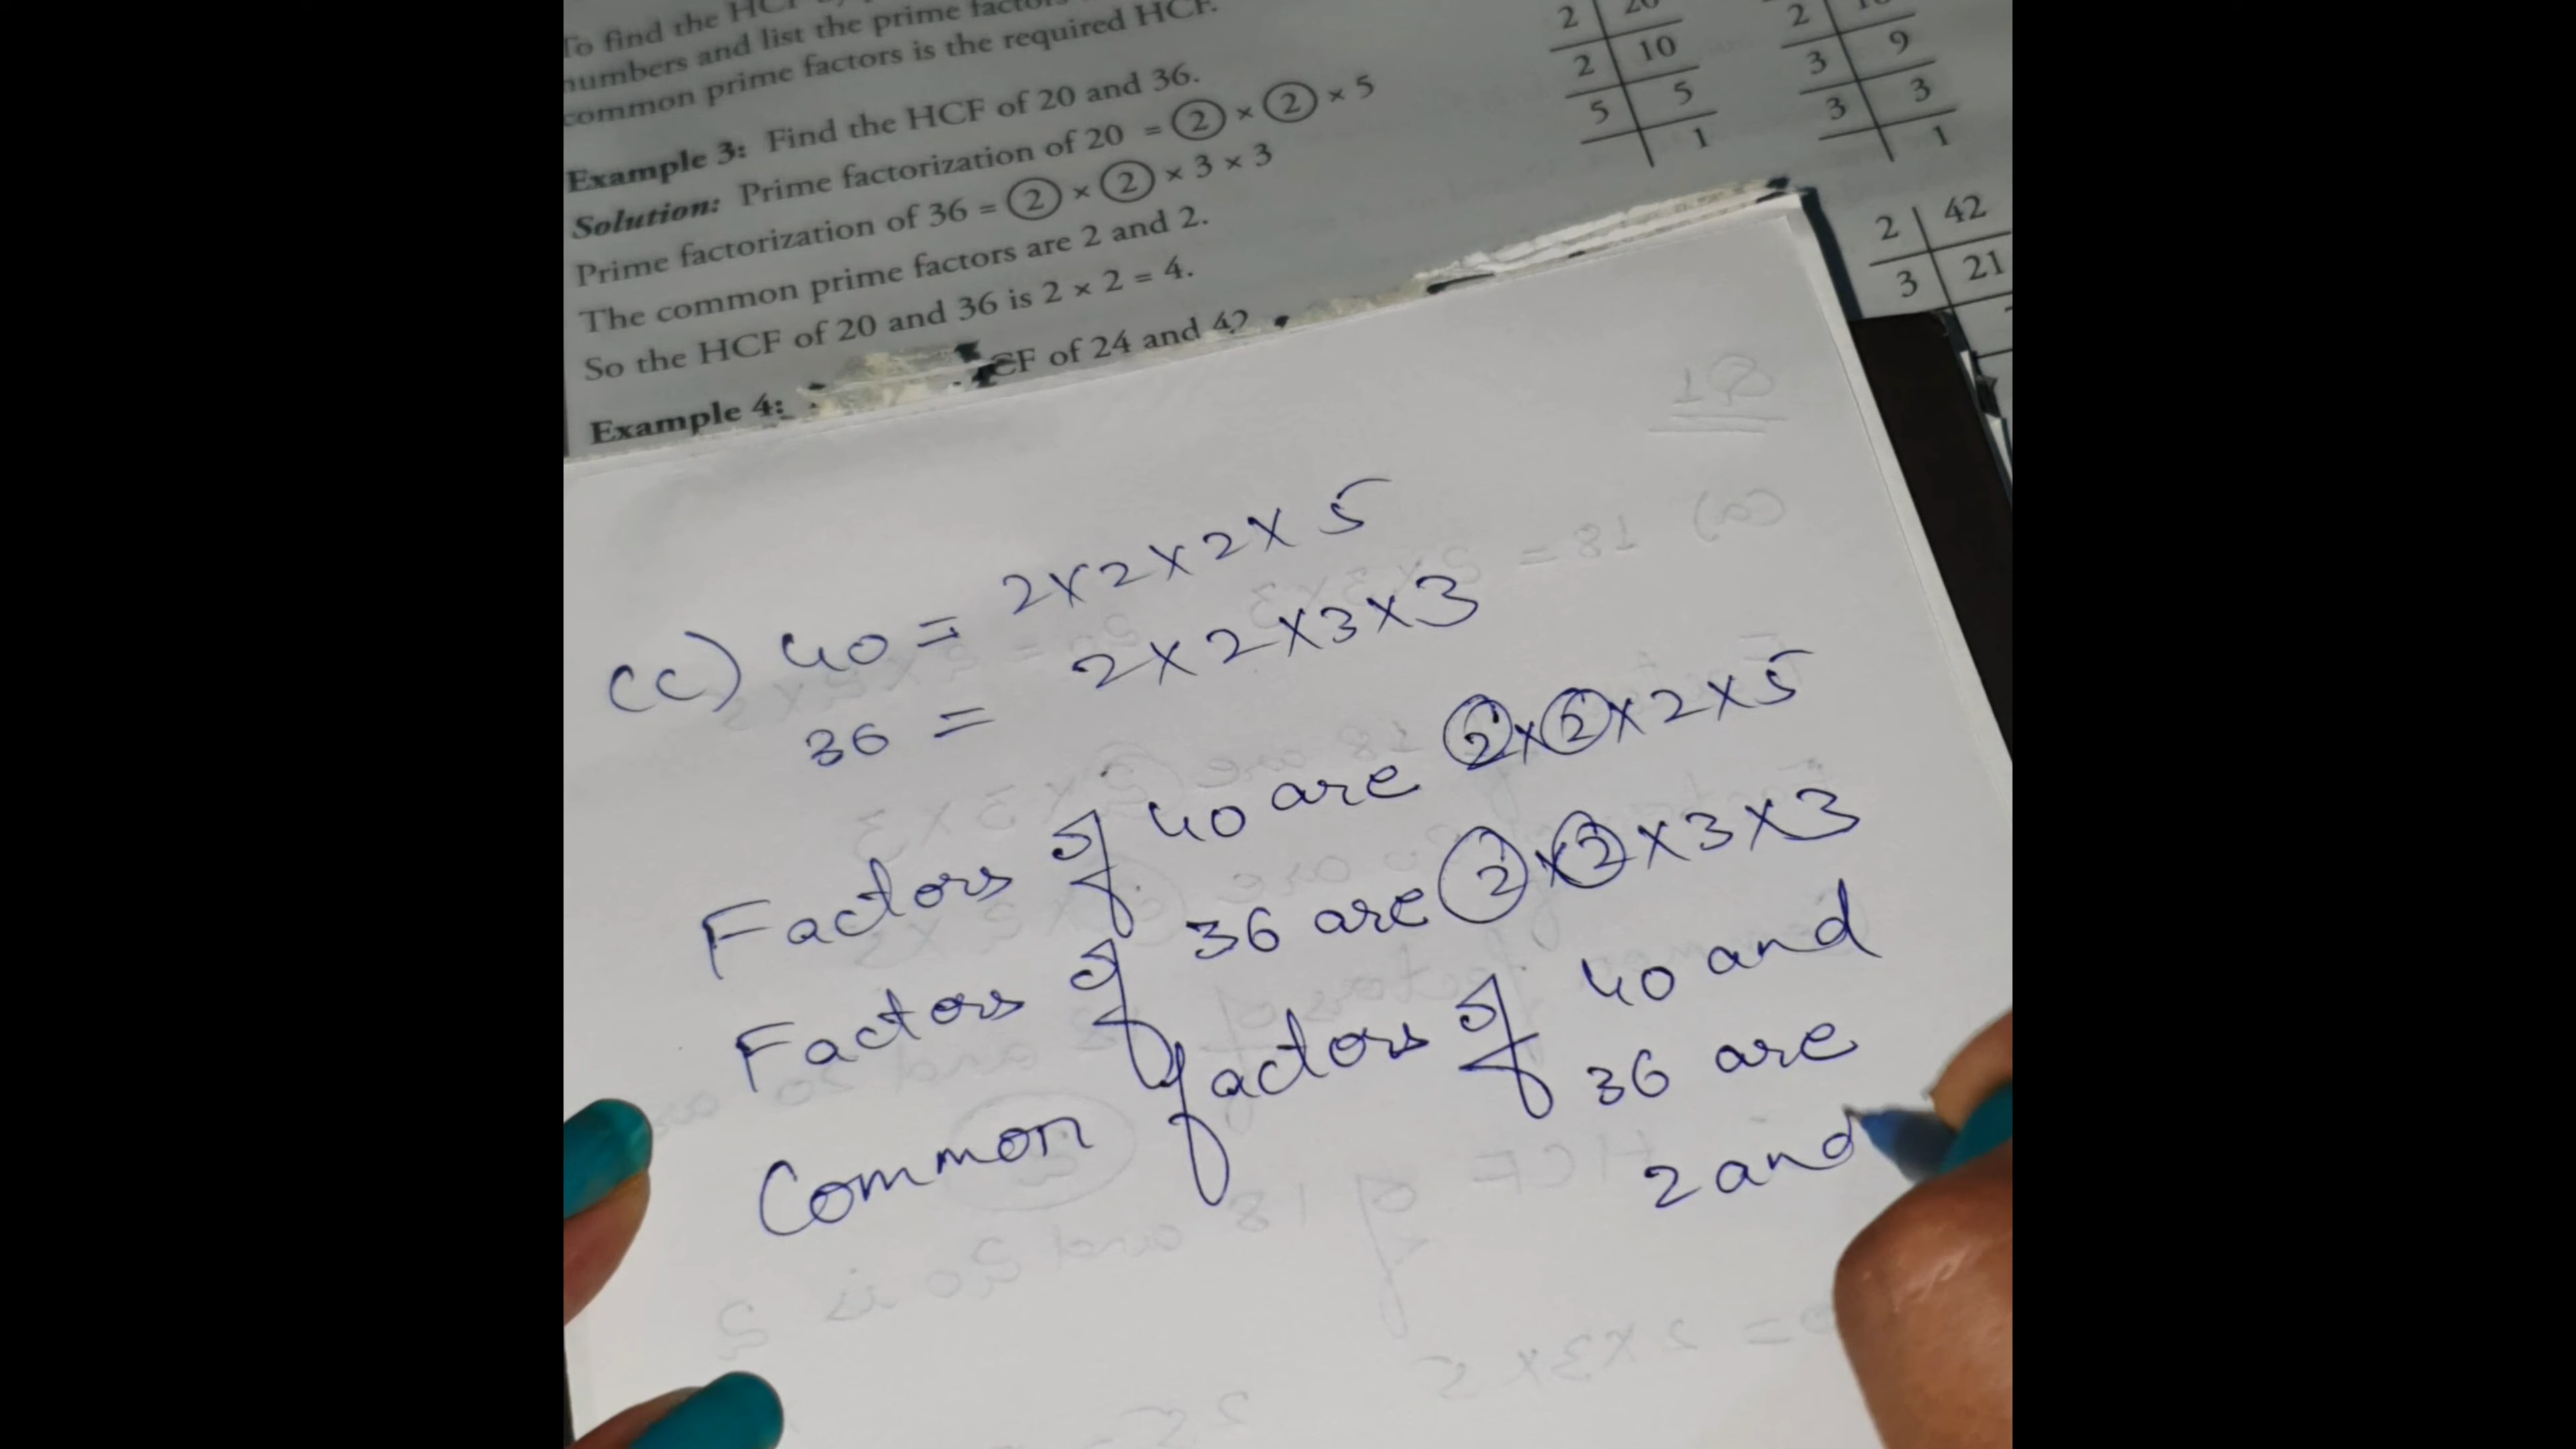 To find the HCF
numbers and list the prime factors
common prime factors is the required HCF.
Example 3: Find the HCF of 20 and 36.
Solution: Prime factorization of 20 = 2 × 2 × 5
Prime factorization of 36 = 2 × 2 × 3 × 3
The common prime factors are 2 and 2.
So the HCF of 20 and 36 is 2 × 2 = 4.
Example 4: CF of 24 and 42
2 20
2 10
5 5
1
2 18
3 9
3 3
1
2 42
3 21
(c) 40 = 2×2×2×5
36 = 2×2×3×3
Factors of 40 are 2×2×2×5
Factors of 36 are 2×2×3×3
Common factors of 40 and
36 are
2 and